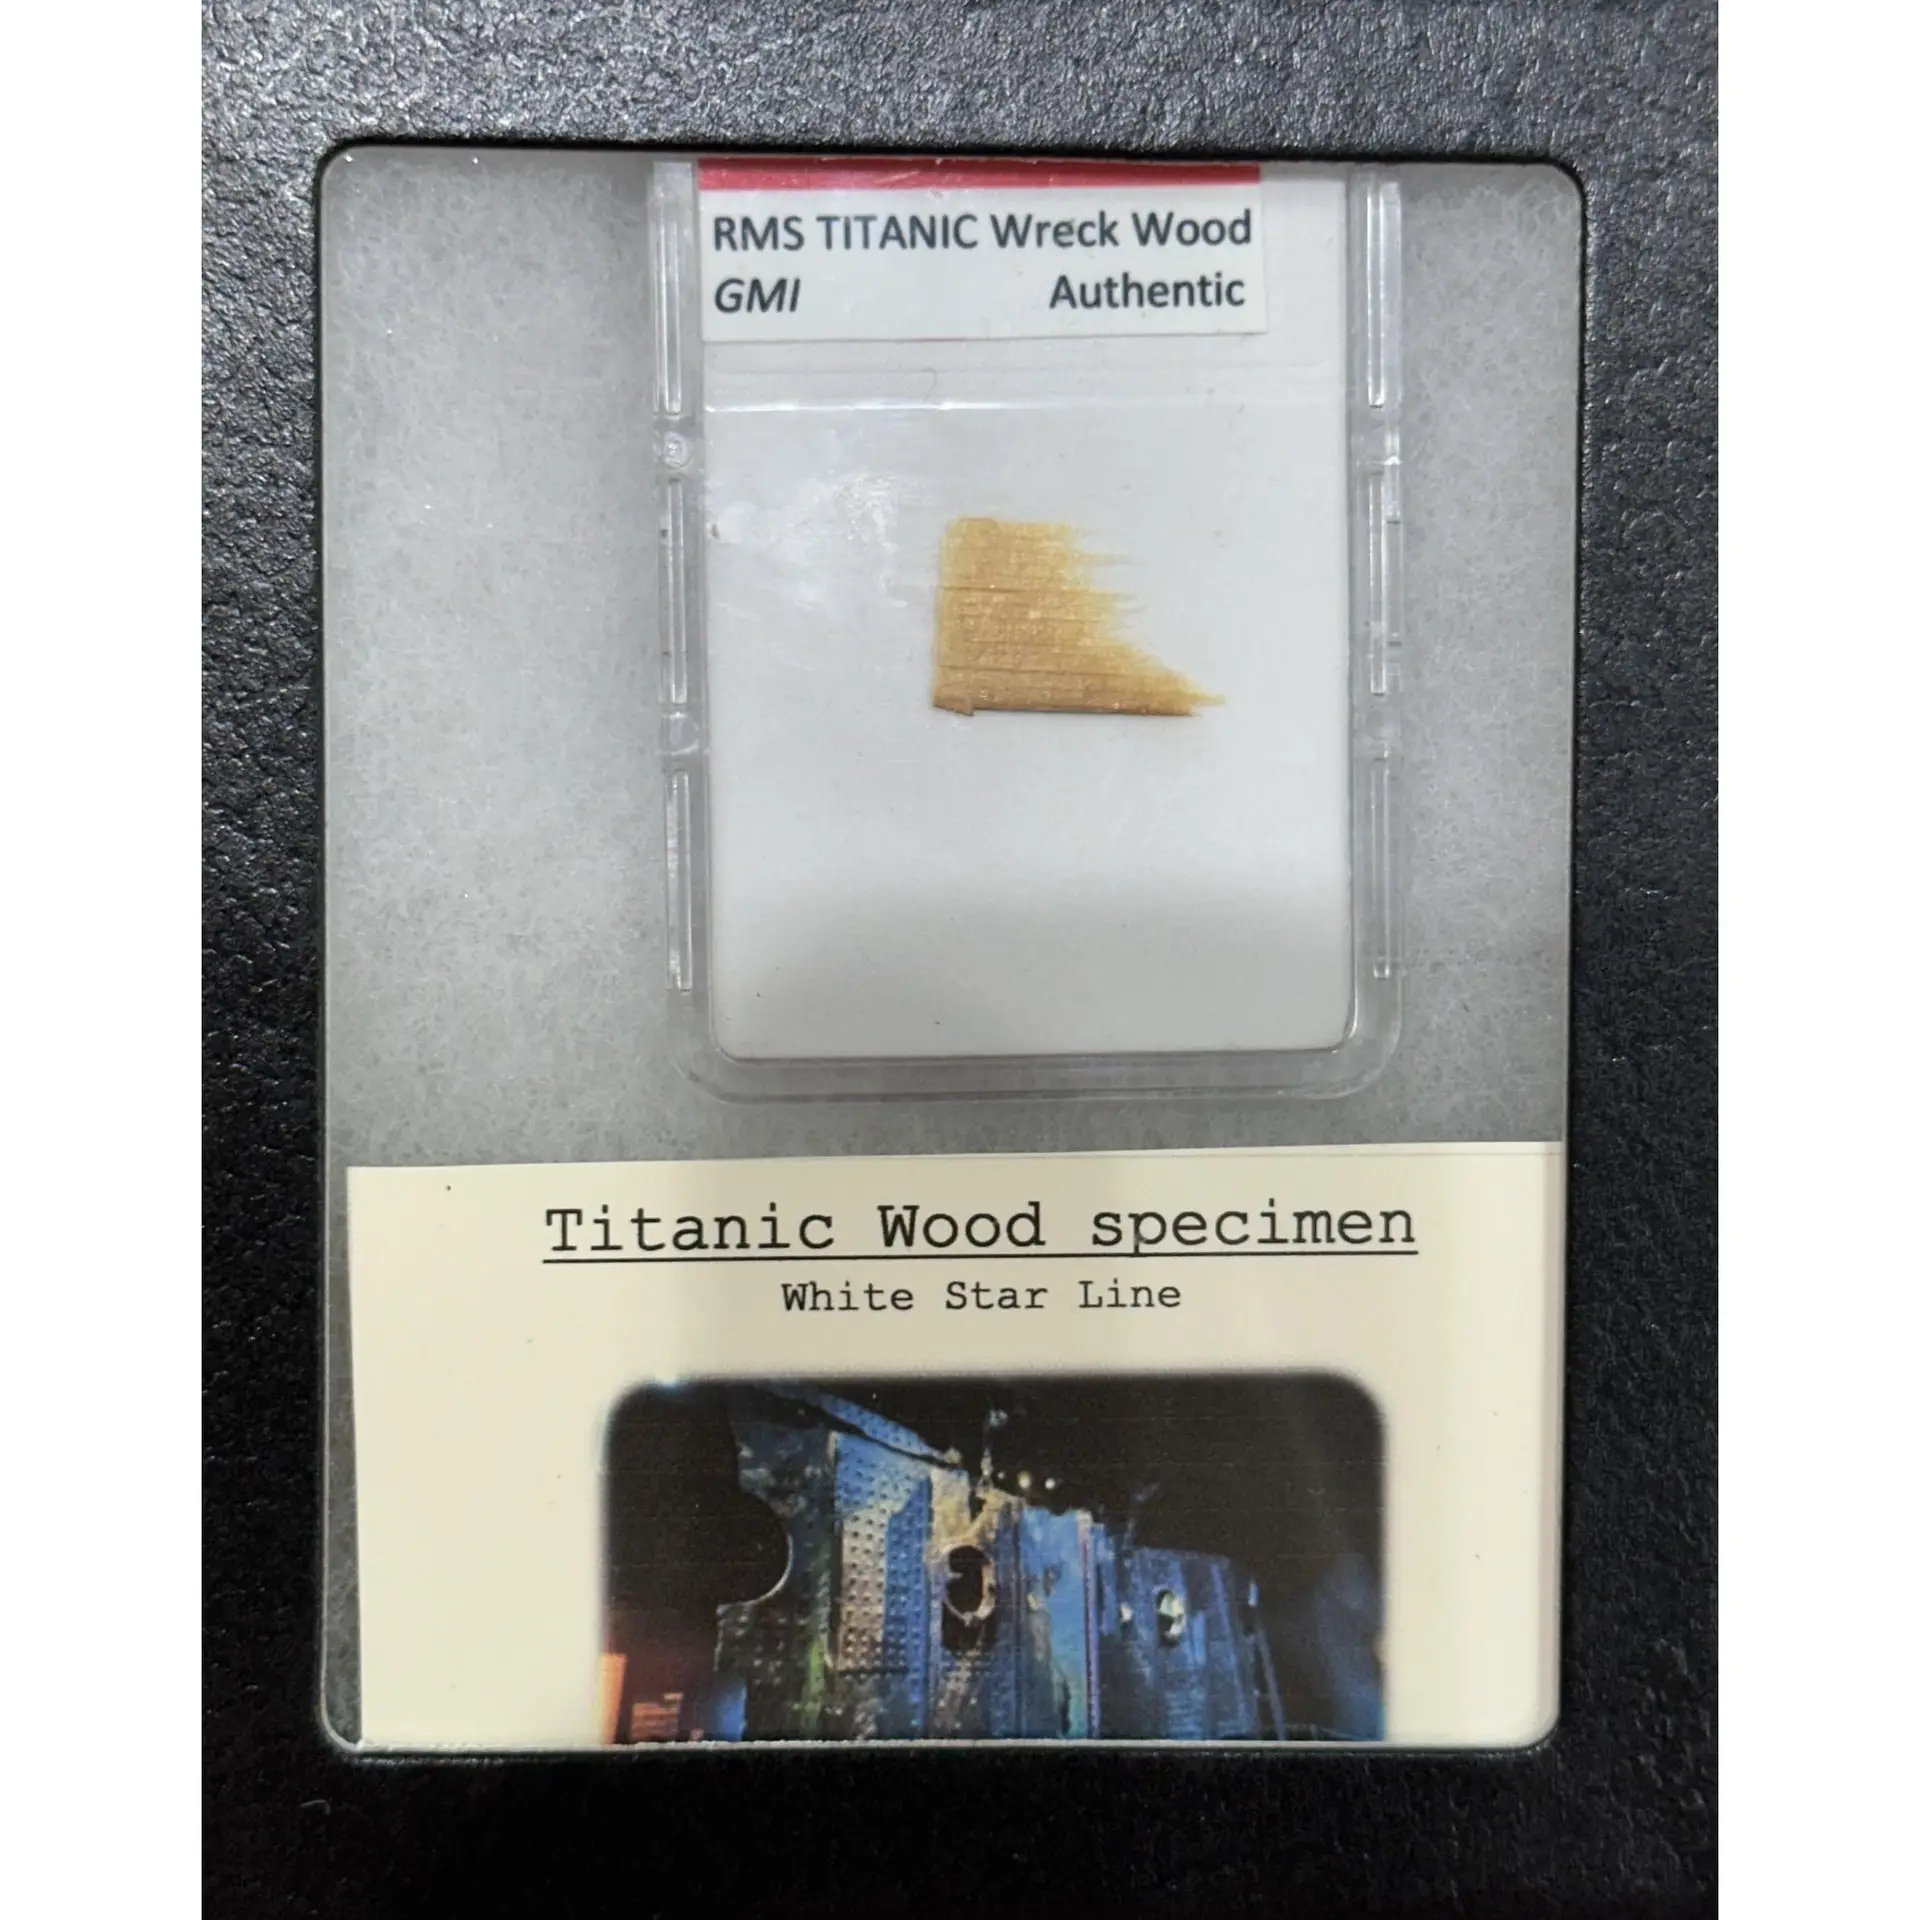 RMS TITANIC Wreck Wood
GMI Authentic
Titanic Wood specimen
White Star Line